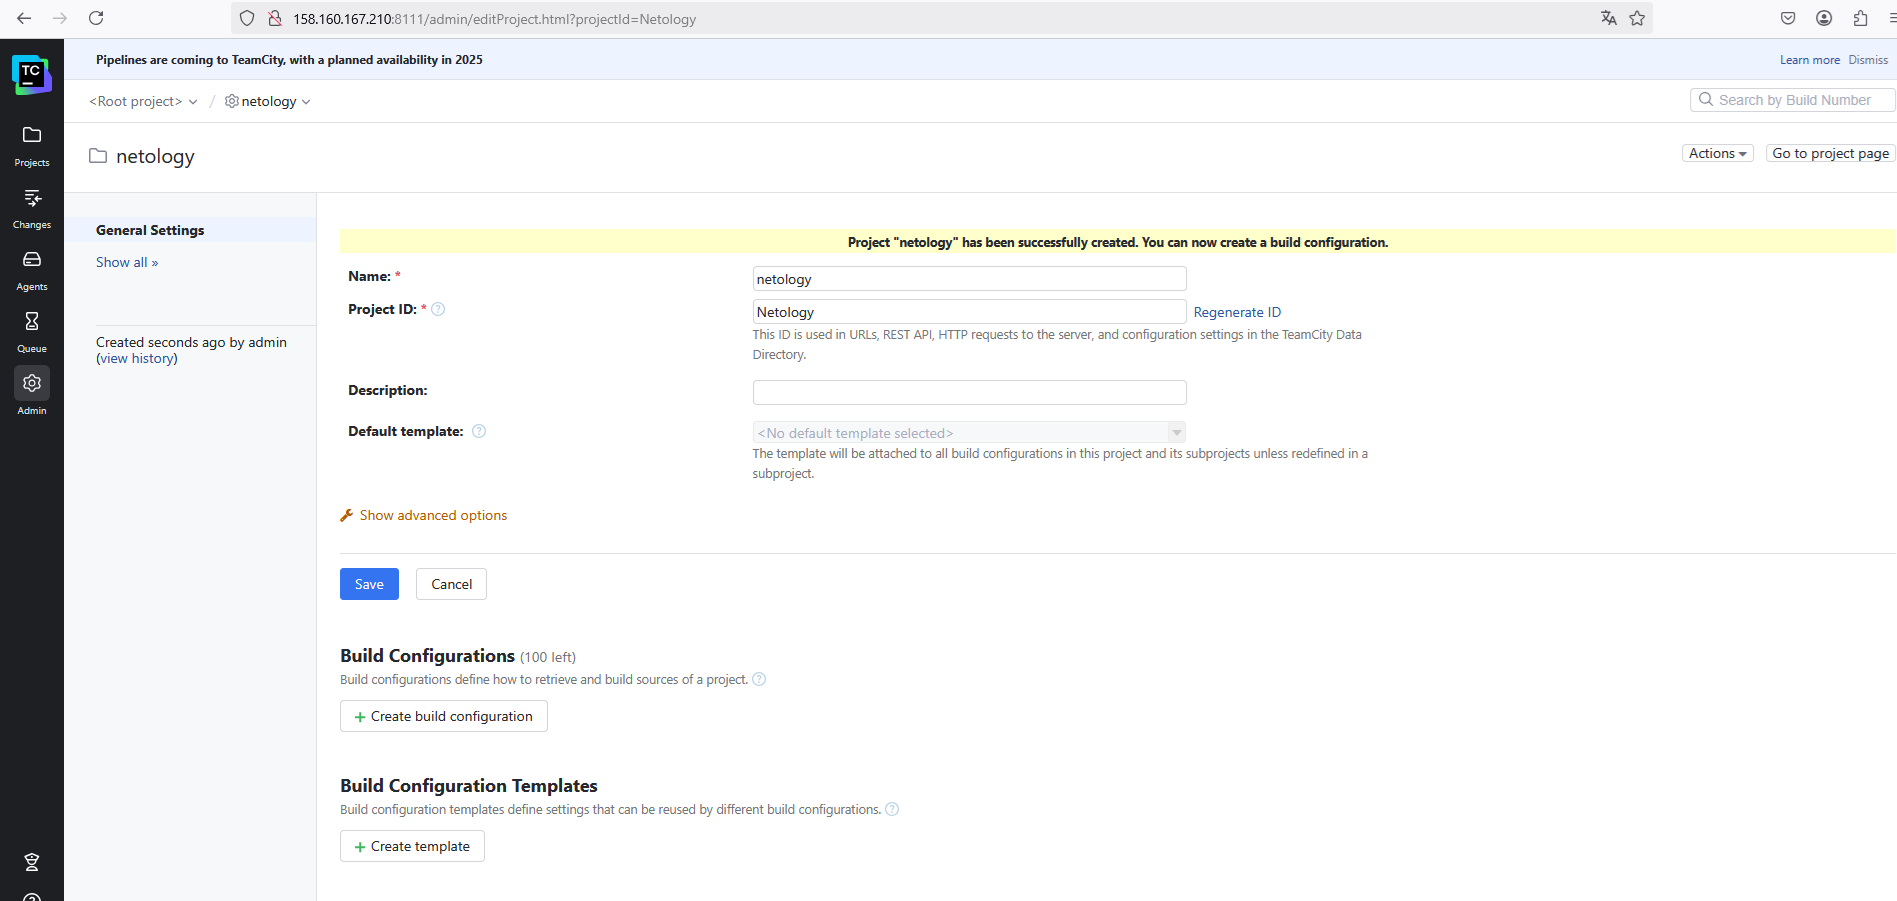 158.160.167.210:8111/admin/editProject.html?projectId=Netology
Pipelines are coming to TeamCity, with a planned availability in 2025
Learn more Dismiss
TC
<Root project> / netology
Search by Build Number
netology
Actions
Go to project page
Projects
Changes
Agents
Queue
Admin
General Settings
Show all »
Created seconds ago by admin
(view history)
Project "netology" has been successfully created. You can now create a build configuration.
Name: * netology
Project ID: * ? Netology Regenerate ID
This ID is used in URLs, REST API, HTTP requests to the server, and configuration settings in the TeamCity Data
Directory.
Description:
Default template: ? <No default template selected>
The template will be attached to all build configurations in this project and its subprojects unless redefined in a
subproject.
Show advanced options
Save Cancel
Build Configurations (100 left)
Build configurations define how to retrieve and build sources of a project. ?
+ Create build configuration
Build Configuration Templates
Build configuration templates define settings that can be reused by different build configurations. ?
+ Create template